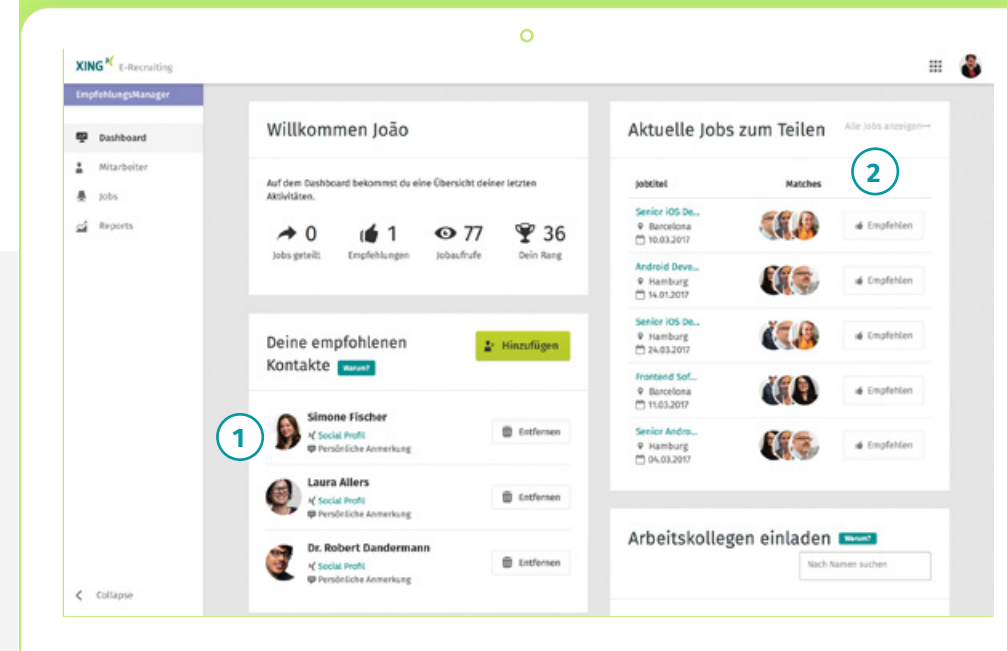 XING E-Recruiting
EmpfehlungsManager
Dashboard
Mitarbeiter
Jobs
Reports
Collapse
Willkommen João
Auf dem Dashboard bekommst du eine Übersicht deiner letzten
Aktivitäten.
0 1 77 36
Jobs geteilt Empfehlungen Jobaufrufe Dein Rang
Deine empfohlenen
Kontakte Warum?
Hinzufügen
1
Simone Fischer
Social Profil
Persönliche Anmerkung
Entfernen
Laura Allers
Social Profil
Persönliche Anmerkung
Entfernen
Dr. Robert Dandermann
Social Profil
Persönliche Anmerkung
Entfernen
Aktuelle Jobs zum Teilen
Alle Jobs anzeigen
2
Jobtitel Matches
Senior iOS De...
Barcelona
10.03.2017
Empfehlen
Android Deve...
Hamburg
14.01.2017
Empfehlen
Senior iOS De...
Hamburg
24.03.2017
Empfehlen
Frontend Sof...
Barcelona
11.03.2017
Empfehlen
Senior Andro...
Hamburg
04.03.2017
Empfehlen
Arbeitskollegen einladen Warum?
Nach Namen suchen